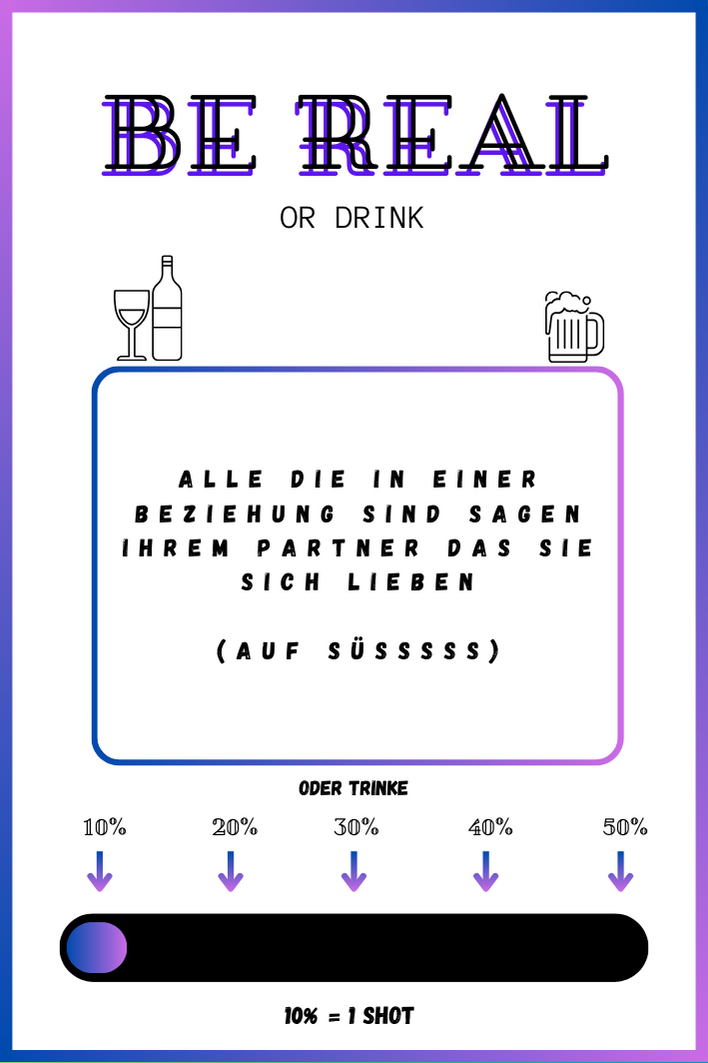 BE REAL
OR DRINK
ALLE DIE IN EINER
BEZIEHUNG SIND SAGEN
IHREM PARTNER DAS SIE
SICH LIEBEN
(AUF SÜSSSSS)
ODER TRINKE
10% 20% 30% 40% 50%
10% = 1 SHOT